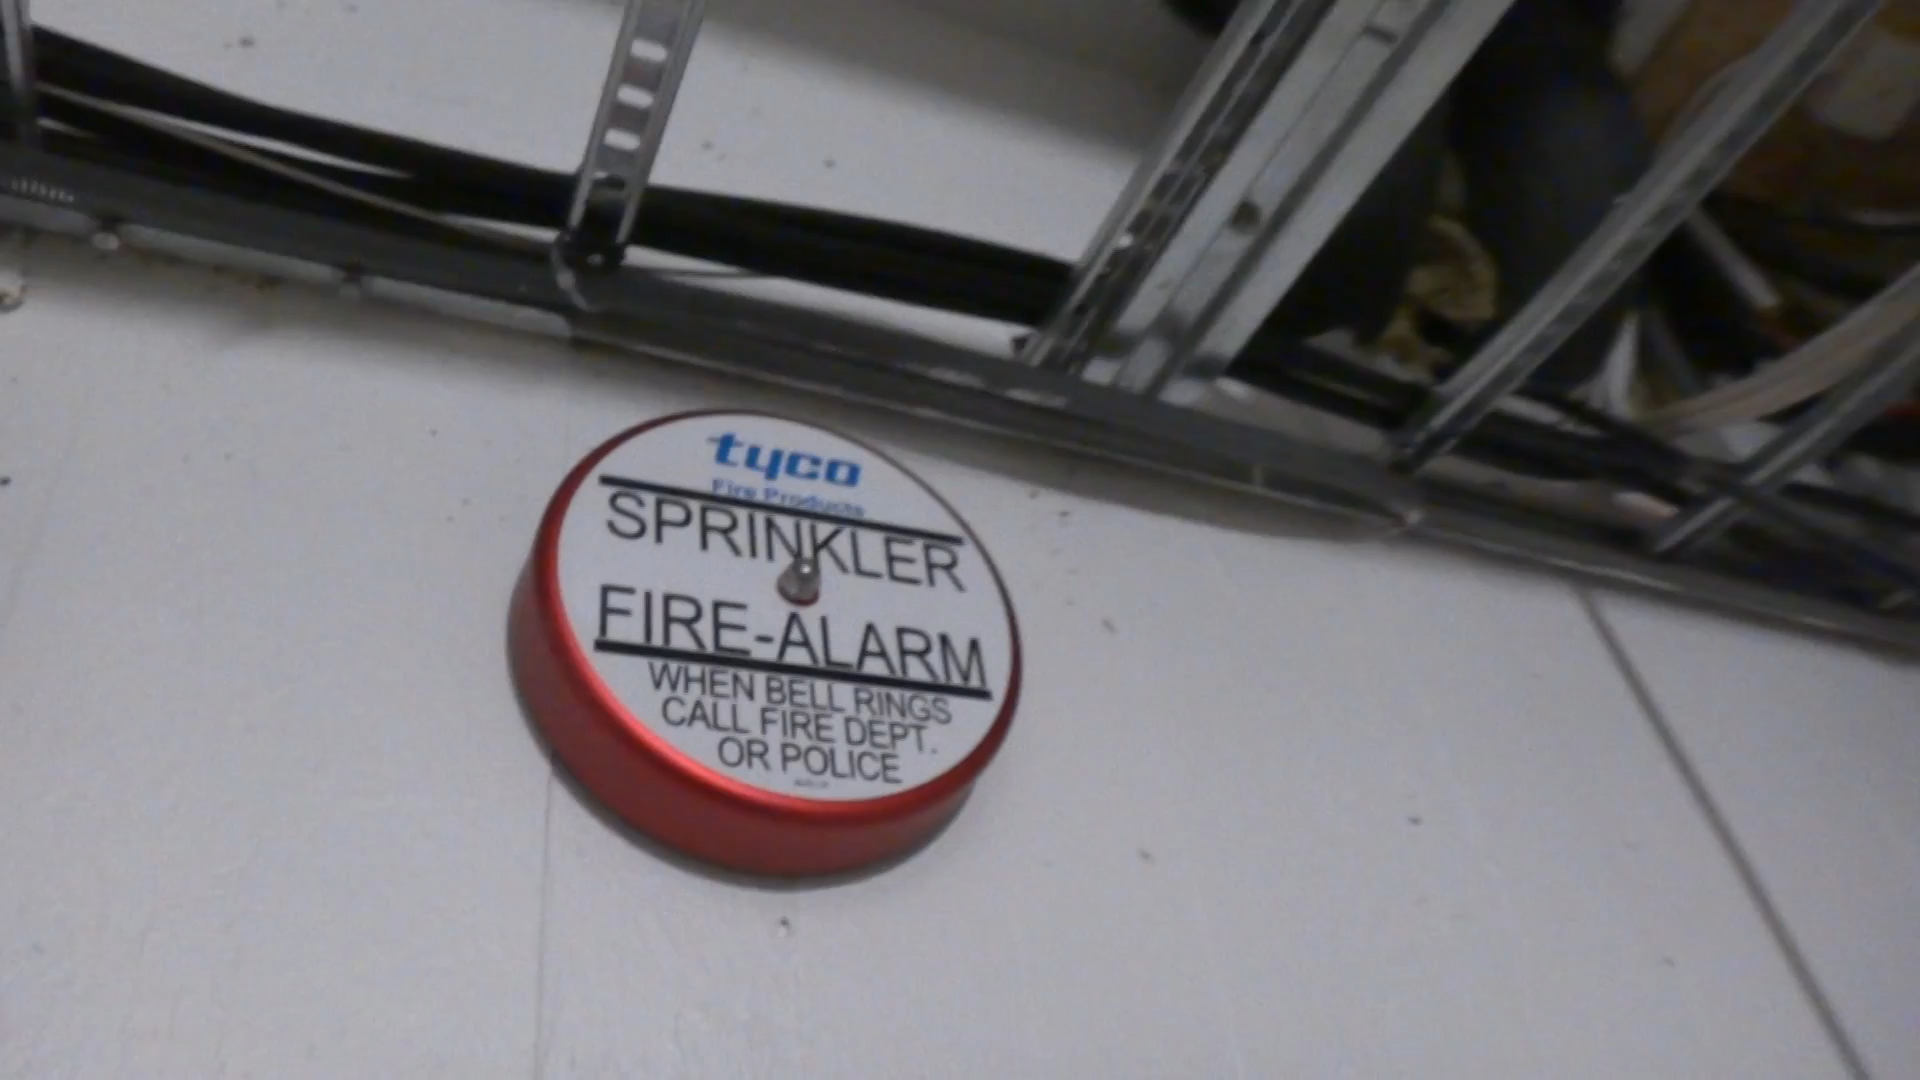 tyco
Fire Products
SPRINKLER
FIRE-ALARM
WHEN BELL RINGS
CALL FIRE DEPT.
OR POLICE